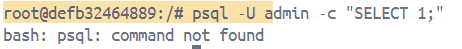 root@defb32464889:/# psql -U admin -c "SELECT 1;"
bash: psql: command not found